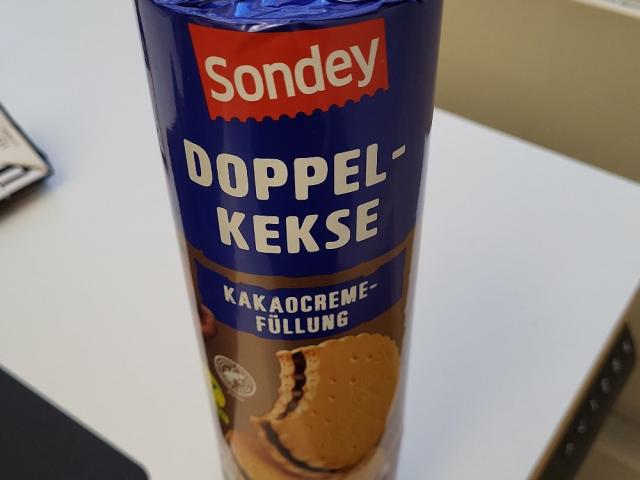 Sondey
DOPPEL-
KEKSE
KAKAOCREME-
FÜLLUNG